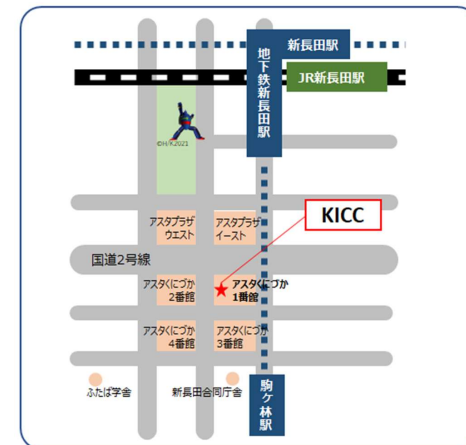 新長田駅
JR新長田駅
地下鉄新長田駅
©H/K2021
KICC
アスタプラザ
ウエスト
アスタプラザ
イースト
国道2号線
アスタくにづか
2番館
アスタくにづか
1番館
アスタくにづか
4番館
アスタくにづか
3番館
ふたば学舎
新長田合同庁舎
駒ケ林駅